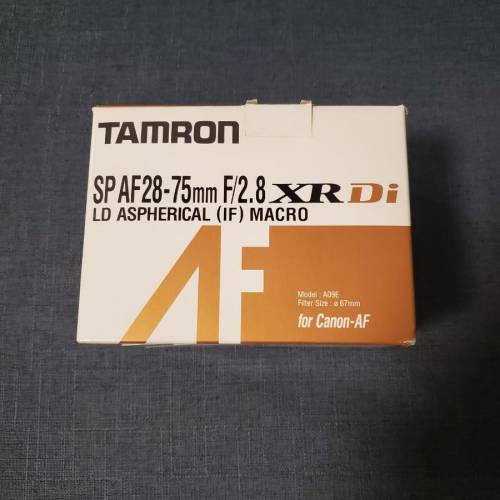 TAMRON
SP AF28-75mm F/2.8 XR Di
LD ASPHERICAL (IF) MACRO
AF
Model : A09E
Filter Size : ø 67mm
for Canon-AF